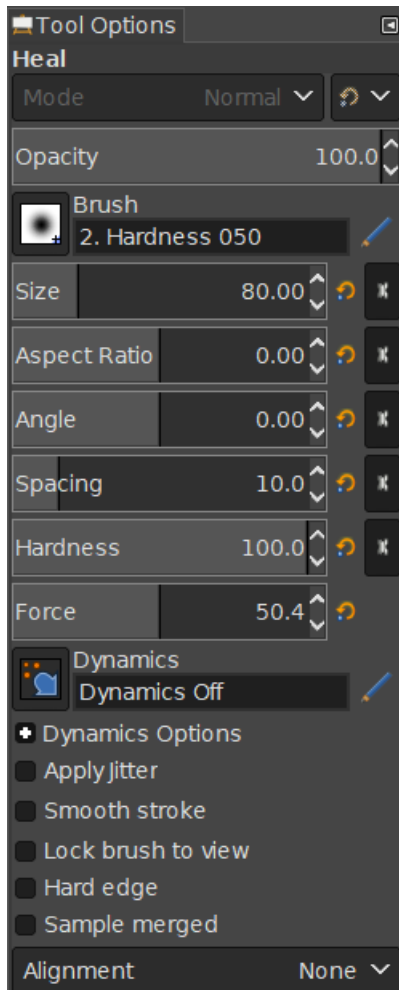 Tool Options
Heal
Mode Normal
Opacity 100.0
Brush
2. Hardness 050
Size 80.00
Aspect Ratio 0.00
Angle 0.00
Spacing 10.0
Hardness 100.0
Force 50.4
Dynamics
Dynamics Off
Dynamics Options
Apply Jitter
Smooth stroke
Lock brush to view
Hard edge
Sample merged
Alignment None